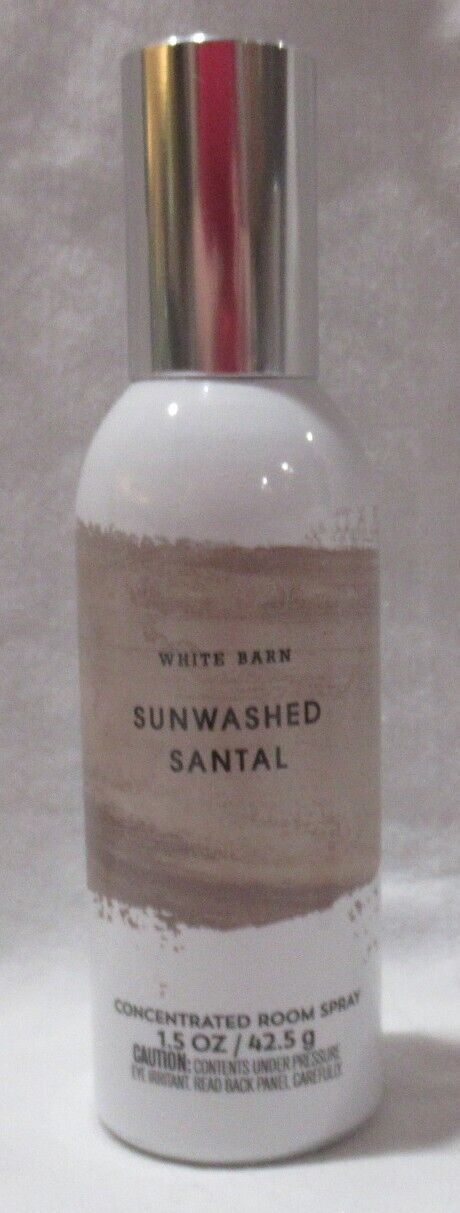 WHITE BARN
SUNWASHED
SANTAL
CONCENTRATED ROOM SPRAY
1.5 OZ / 42.5 g
CAUTION: CONTENTS UNDER PRESSURE.
EYE IRRITANT. READ BACK PANEL CAREFULLY.